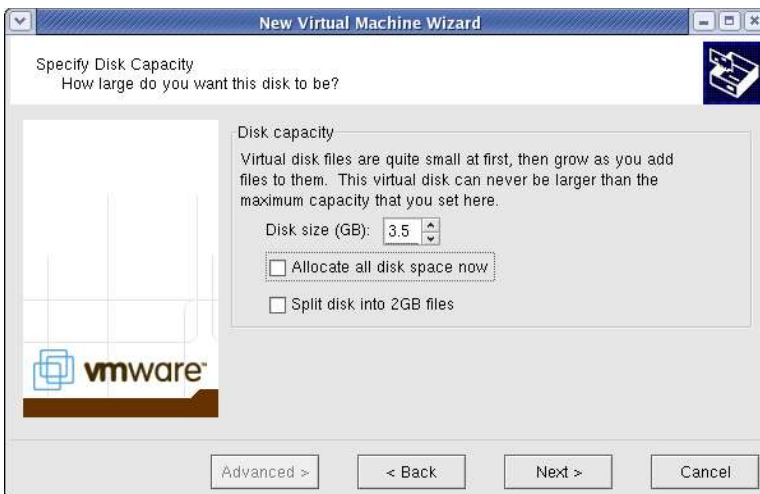 New Virtual Machine Wizard
Specify Disk Capacity
How large do you want this disk to be?
Disk capacity
Virtual disk files are quite small at first, then grow as you add
files to them. This virtual disk can never be larger than the
maximum capacity that you set here.
Disk size (GB): 3.5
Allocate all disk space now
Split disk into 2GB files
vmware™
Advanced > < Back Next > Cancel